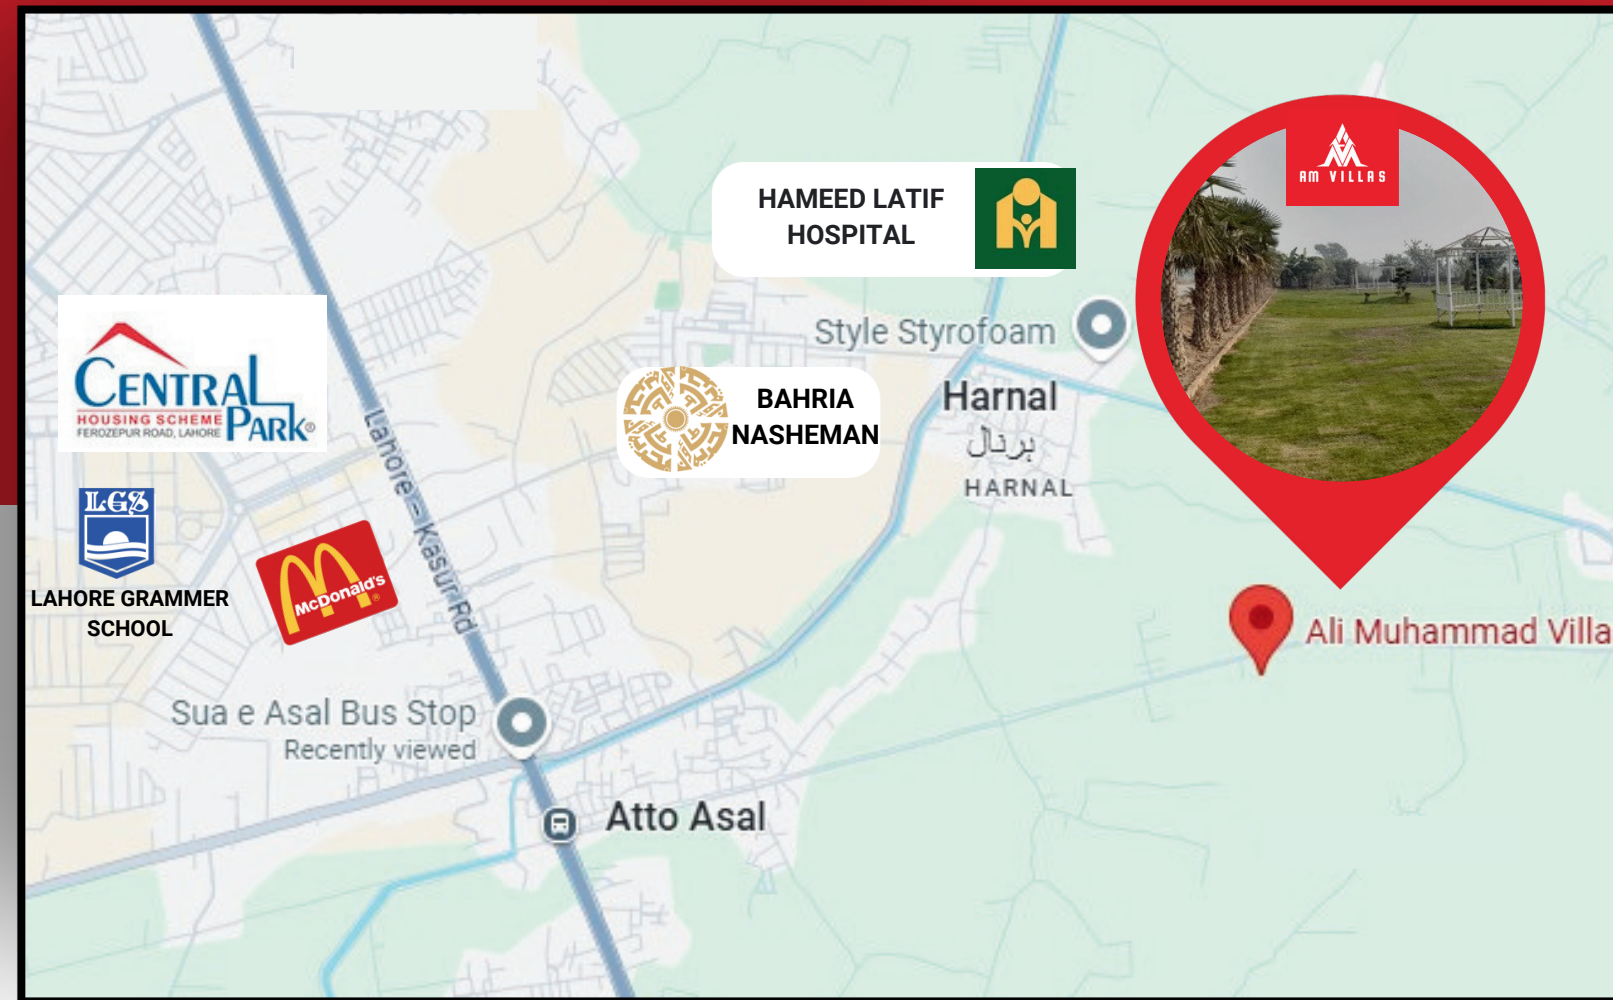 AM VILLAS
HAMEED LATIF
HOSPITAL
Style Styrofoam
CENTRAL
HOUSING SCHEME
PARK®
FEROZEPUR ROAD, LAHORE
BAHRIA
NASHEMAN
Harnal
ہرنال
HARNAL
Lahore - Kasur Rd
LGS
LAHORE GRAMMER
SCHOOL
McDonald's®
Ali Muhammad Villa
Sua e Asal Bus Stop
Recently viewed
Atto Asal